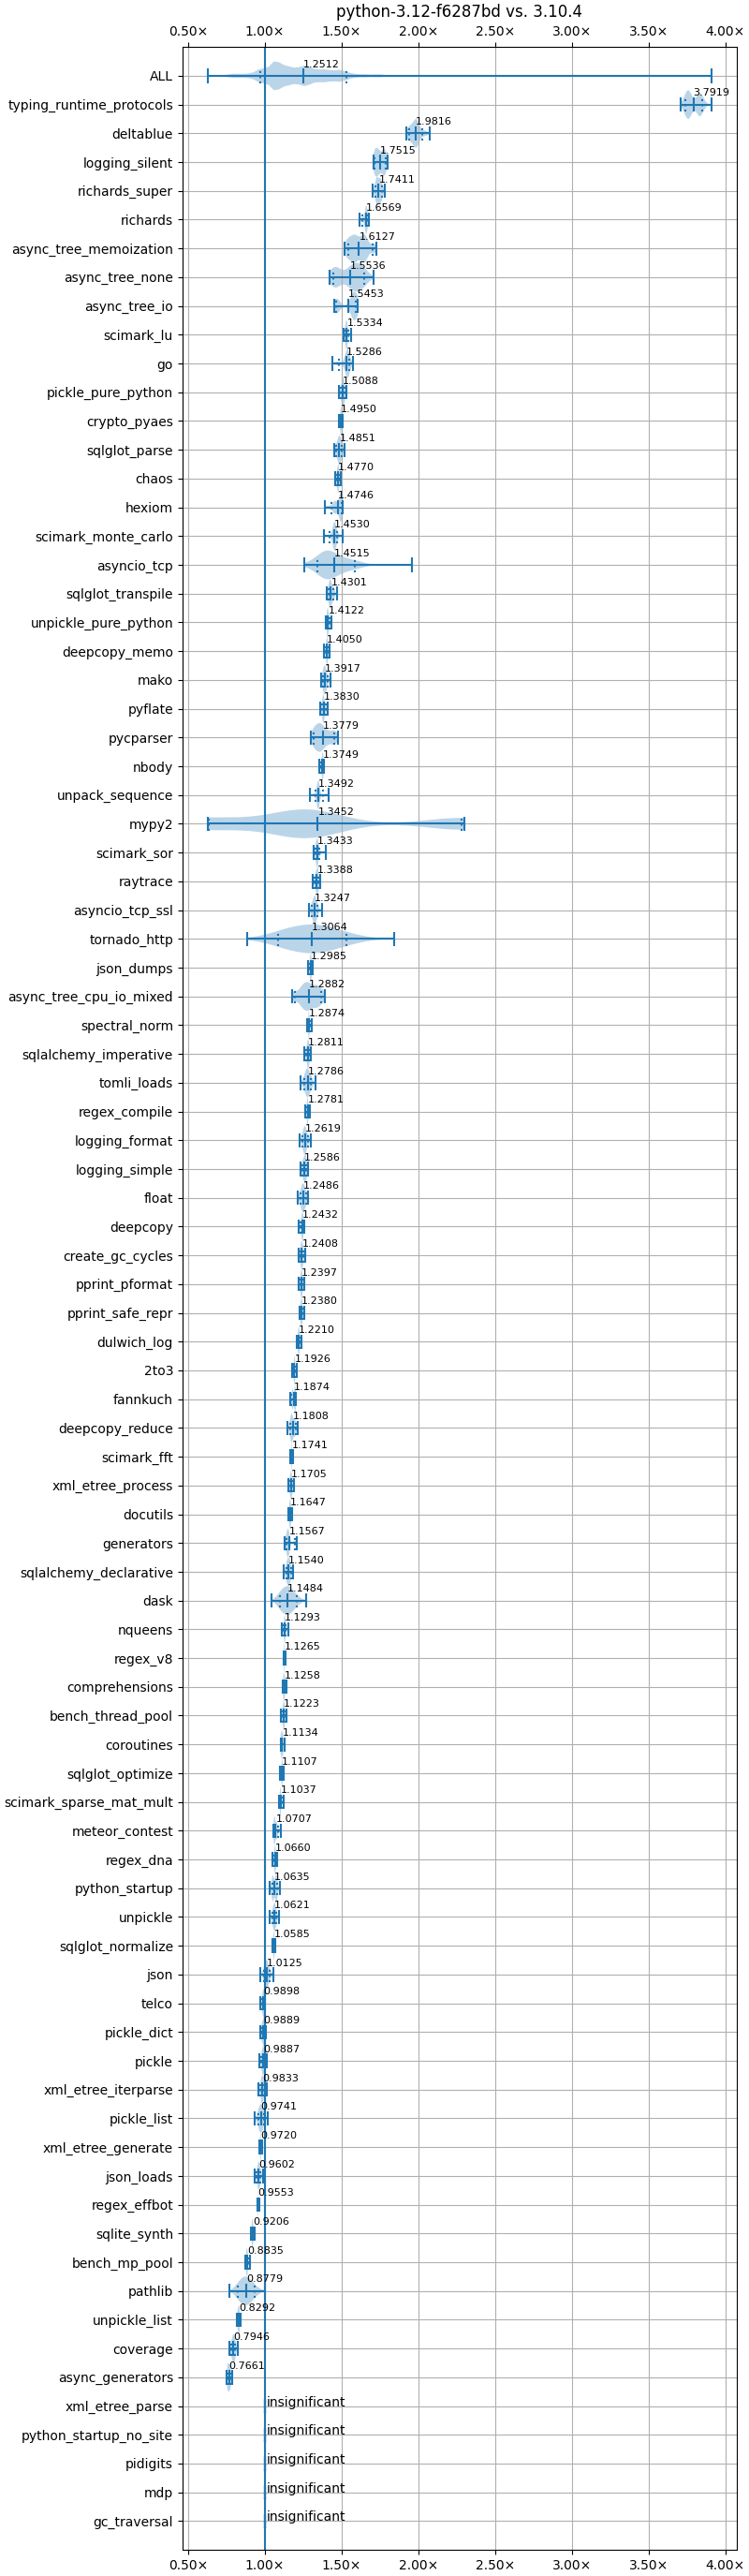 python-3.12-f6287bd vs. 3.10.4
0.50× 1.00× 1.50× 2.00× 2.50× 3.00× 3.50× 4.00×
ALL 1.2512
typing_runtime_protocols 3.7919
deltablue 1.9816
logging_silent 1.7515
richards_super 1.7411
richards 1.6569
async_tree_memoization 1.6127
async_tree_none 1.5536
async_tree_io 1.5453
scimark_lu 1.5334
go 1.5286
pickle_pure_python 1.5088
crypto_pyaes 1.4950
sqlglot_parse 1.4851
chaos 1.4770
hexiom 1.4746
scimark_monte_carlo 1.4530
asyncio_tcp 1.4515
sqlglot_transpile 1.4301
unpickle_pure_python 1.4122
deepcopy_memo 1.4050
mako 1.3917
pyflate 1.3830
pycparser 1.3779
nbody 1.3749
unpack_sequence 1.3492
mypy2 1.3452
scimark_sor 1.3433
raytrace 1.3388
asyncio_tcp_ssl 1.3247
tornado_http 1.3064
json_dumps 1.2985
async_tree_cpu_io_mixed 1.2882
spectral_norm 1.2874
sqlalchemy_imperative 1.2811
tomli_loads 1.2786
regex_compile 1.2781
logging_format 1.2619
logging_simple 1.2586
float 1.2486
deepcopy 1.2432
create_gc_cycles 1.2408
pprint_pformat 1.2397
pprint_safe_repr 1.2380
dulwich_log 1.2210
2to3 1.1926
fannkuch 1.1874
deepcopy_reduce 1.1808
scimark_fft 1.1741
xml_etree_process 1.1705
docutils 1.1647
generators 1.1567
sqlalchemy_declarative 1.1540
dask 1.1484
nqueens 1.1293
regex_v8 1.1265
comprehensions 1.1258
bench_thread_pool 1.1223
coroutines 1.1134
sqlglot_optimize 1.1107
scimark_sparse_mat_mult 1.1037
meteor_contest 1.0707
regex_dna 1.0660
python_startup 1.0635
unpickle 1.0621
sqlglot_normalize 1.0585
json 1.0125
telco 0.9898
pickle_dict 0.9889
pickle 0.9887
xml_etree_iterparse 0.9833
pickle_list 0.9741
xml_etree_generate 0.9720
json_loads 0.9602
regex_effbot 0.9553
sqlite_synth 0.9206
bench_mp_pool 0.8835
pathlib 0.8779
unpickle_list 0.8292
coverage 0.7946
async_generators 0.7661
xml_etree_parse insignificant
python_startup_no_site insignificant
pidigits insignificant
mdp insignificant
gc_traversal insignificant
0.50× 1.00× 1.50× 2.00× 2.50× 3.00× 3.50× 4.00×